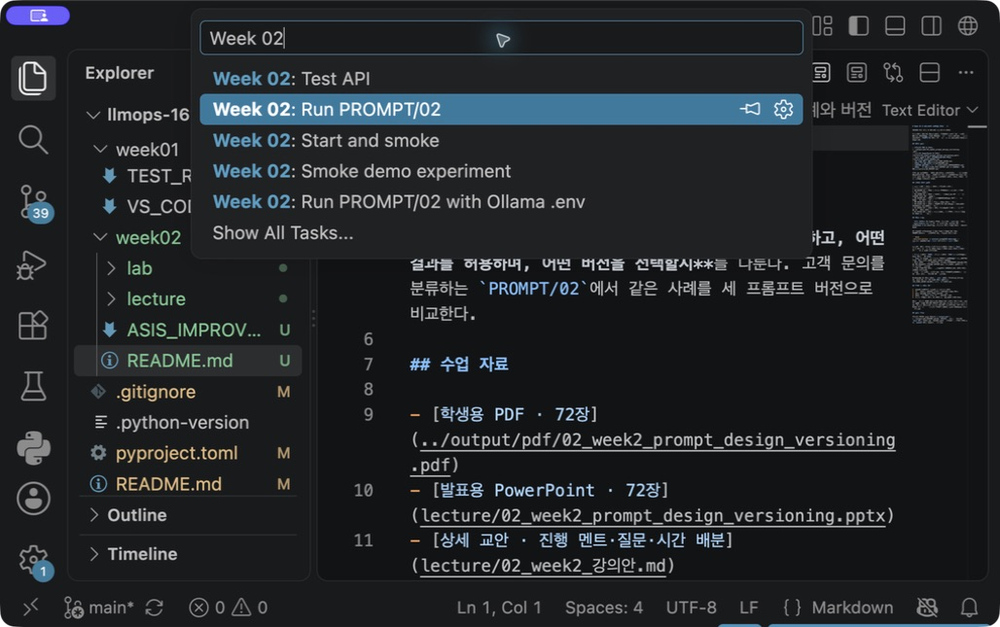 Week 02
Week 02: Test API
Week 02: Run PROMPT/02
Week 02: Start and smoke
Week 02: Smoke demo experiment
Week 02: Run PROMPT/02 with Ollama .env
Show All Tasks...
Explorer
llmops-16
week01
TEST_R
VS_COD
week02
lab
lecture
ASIS_IMPROV... U
README.md U
.gitignore M
.python-version
pyproject.toml M
README.md M
Outline
Timeline
39
1
버전 Text Editor
하고, 어떤
결과를 허용하며, 어떤 버전을 선택할지**를 다룬다. 고객 문의를
분류하는 `PROMPT/02`에서 같은 사례를 세 프롬프트 버전으로
비교한다.
6
7 ## 수업 자료
8
9 - [학생용 PDF · 72장]
(../output/pdf/02_week2_prompt_design_versioning
.pdf)
10 - [발표용 PowerPoint · 72장]
(lecture/02_week2_prompt_design_versioning.pptx)
11 - [상세 교안 · 진행 멘트·질문·시간 배분]
(lecture/02_week2_강의안.md)
main* 0 0 Ln 1, Col 1 Spaces: 4 UTF-8 LF {} Markdown